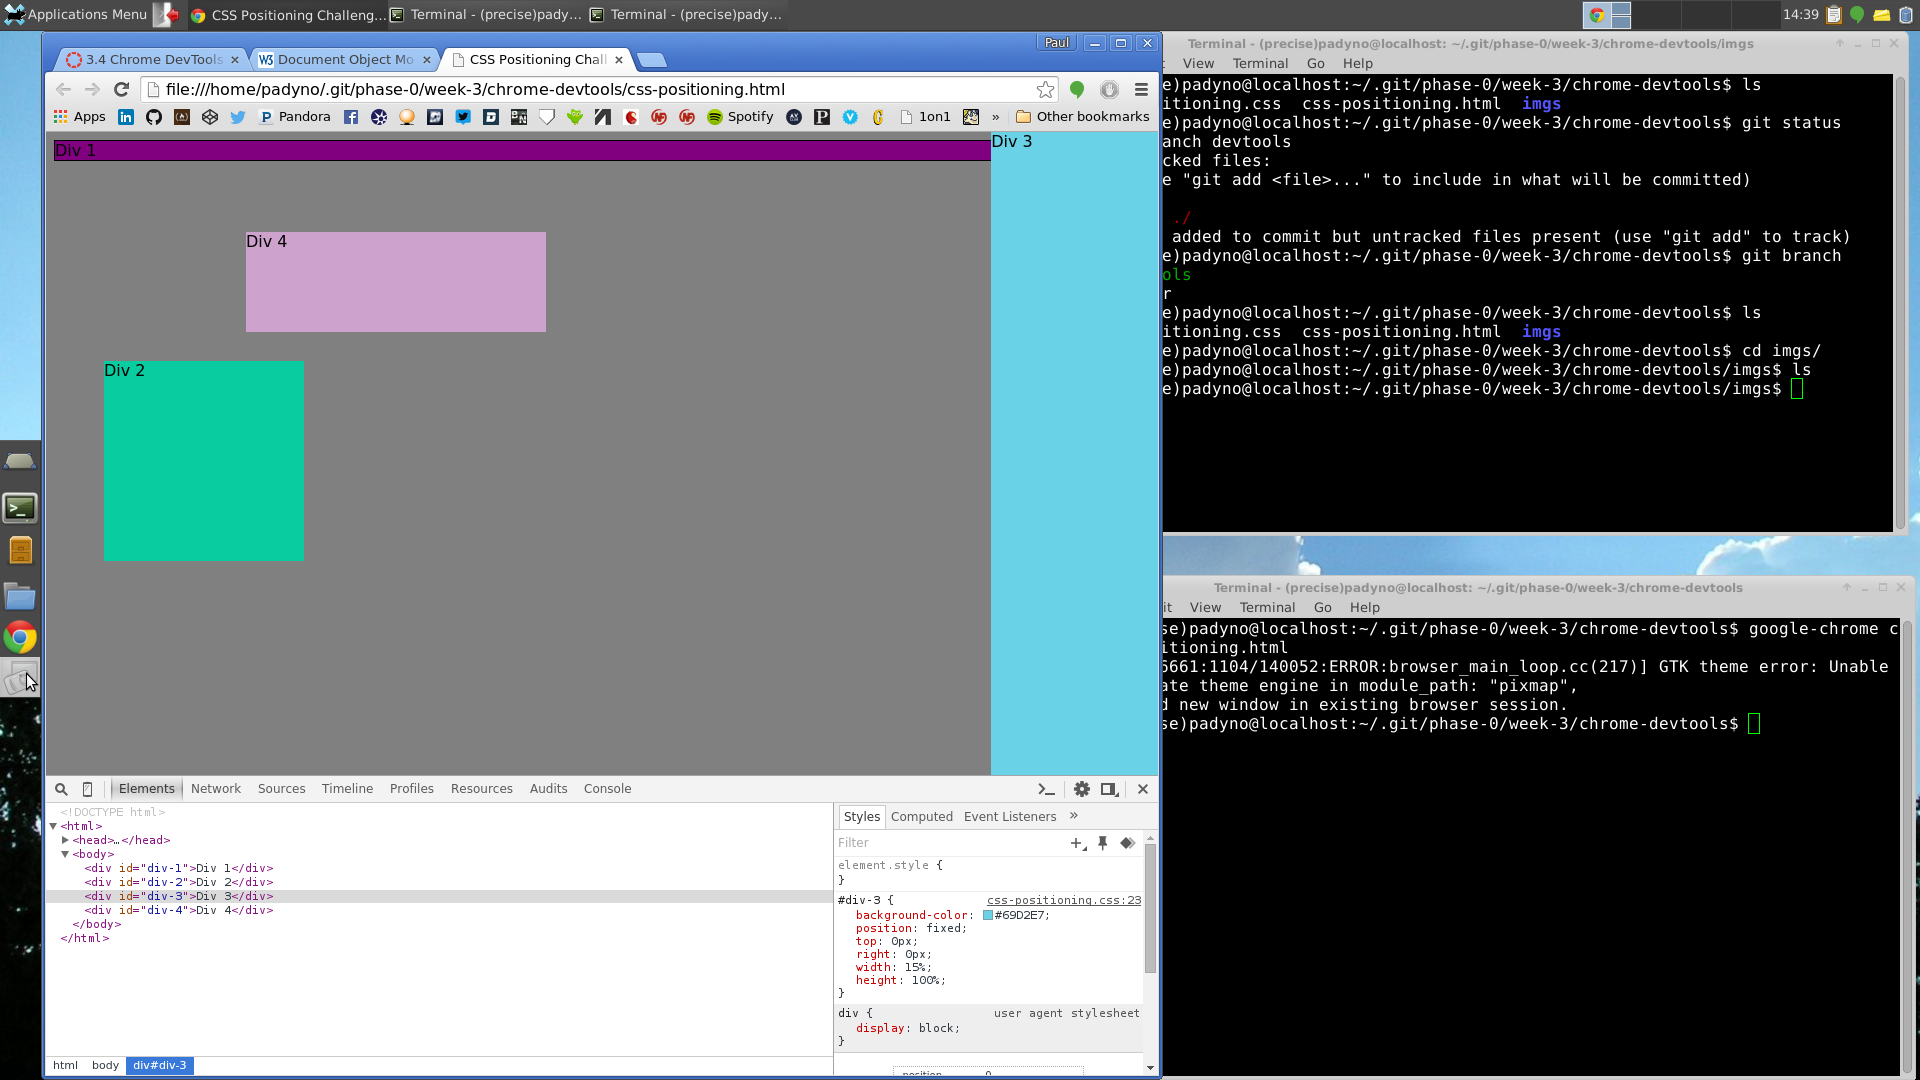 Applications Menu
CSS Positioning Challeng...
Terminal - (precise)pady...
Terminal - (precise)pady...
14:39
Paul
3.4 Chrome DevTools
Document Object Mo
CSS Positioning Chall
file:///home/padyno/.git/phase-0/week-3/chrome-devtools/css-positioning.html
Apps
Pandora
Spotify
1on1
»
Other bookmarks
Div 1
Div 3
Div 4
Div 2
Elements Network Sources Timeline Profiles Resources Audits Console
<!DOCTYPE html>
<html>
<head>…</head>
<body>
<div id="div-1">Div 1</div>
<div id="div-2">Div 2</div>
<div id="div-3">Div 3</div>
<div id="div-4">Div 4</div>
</body>
</html>
html body div#div-3
Styles Computed Event Listeners »
Filter
element.style {
}
#div-3 { css-positioning.css:23
background-color: #69D2E7;
position: fixed;
top: 0px;
right: 0px;
width: 15%;
height: 100%;
}
div { user agent stylesheet
display: block;
}
position 0
Terminal - (precise)padyno@localhost: ~/.git/phase-0/week-3/chrome-devtools/imgs
View Terminal Go Help
e)padyno@localhost:~/.git/phase-0/week-3/chrome-devtools$ ls
itioning.css css-positioning.html imgs
e)padyno@localhost:~/.git/phase-0/week-3/chrome-devtools$ git status
anch devtools
cked files:
e "git add <file>..." to include in what will be committed)
./
added to commit but untracked files present (use "git add" to track)
e)padyno@localhost:~/.git/phase-0/week-3/chrome-devtools$ git branch
ols
r
e)padyno@localhost:~/.git/phase-0/week-3/chrome-devtools$ ls
itioning.css css-positioning.html imgs
e)padyno@localhost:~/.git/phase-0/week-3/chrome-devtools$ cd imgs/
e)padyno@localhost:~/.git/phase-0/week-3/chrome-devtools/imgs$ ls
e)padyno@localhost:~/.git/phase-0/week-3/chrome-devtools/imgs$
Terminal - (precise)padyno@localhost: ~/.git/phase-0/week-3/chrome-devtools
it View Terminal Go Help
se)padyno@localhost:~/.git/phase-0/week-3/chrome-devtools$ google-chrome c
itioning.html
6661:1104/140052:ERROR:browser_main_loop.cc(217)] GTK theme error: Unable
ate theme engine in module_path: "pixmap",
d new window in existing browser session.
se)padyno@localhost:~/.git/phase-0/week-3/chrome-devtools$